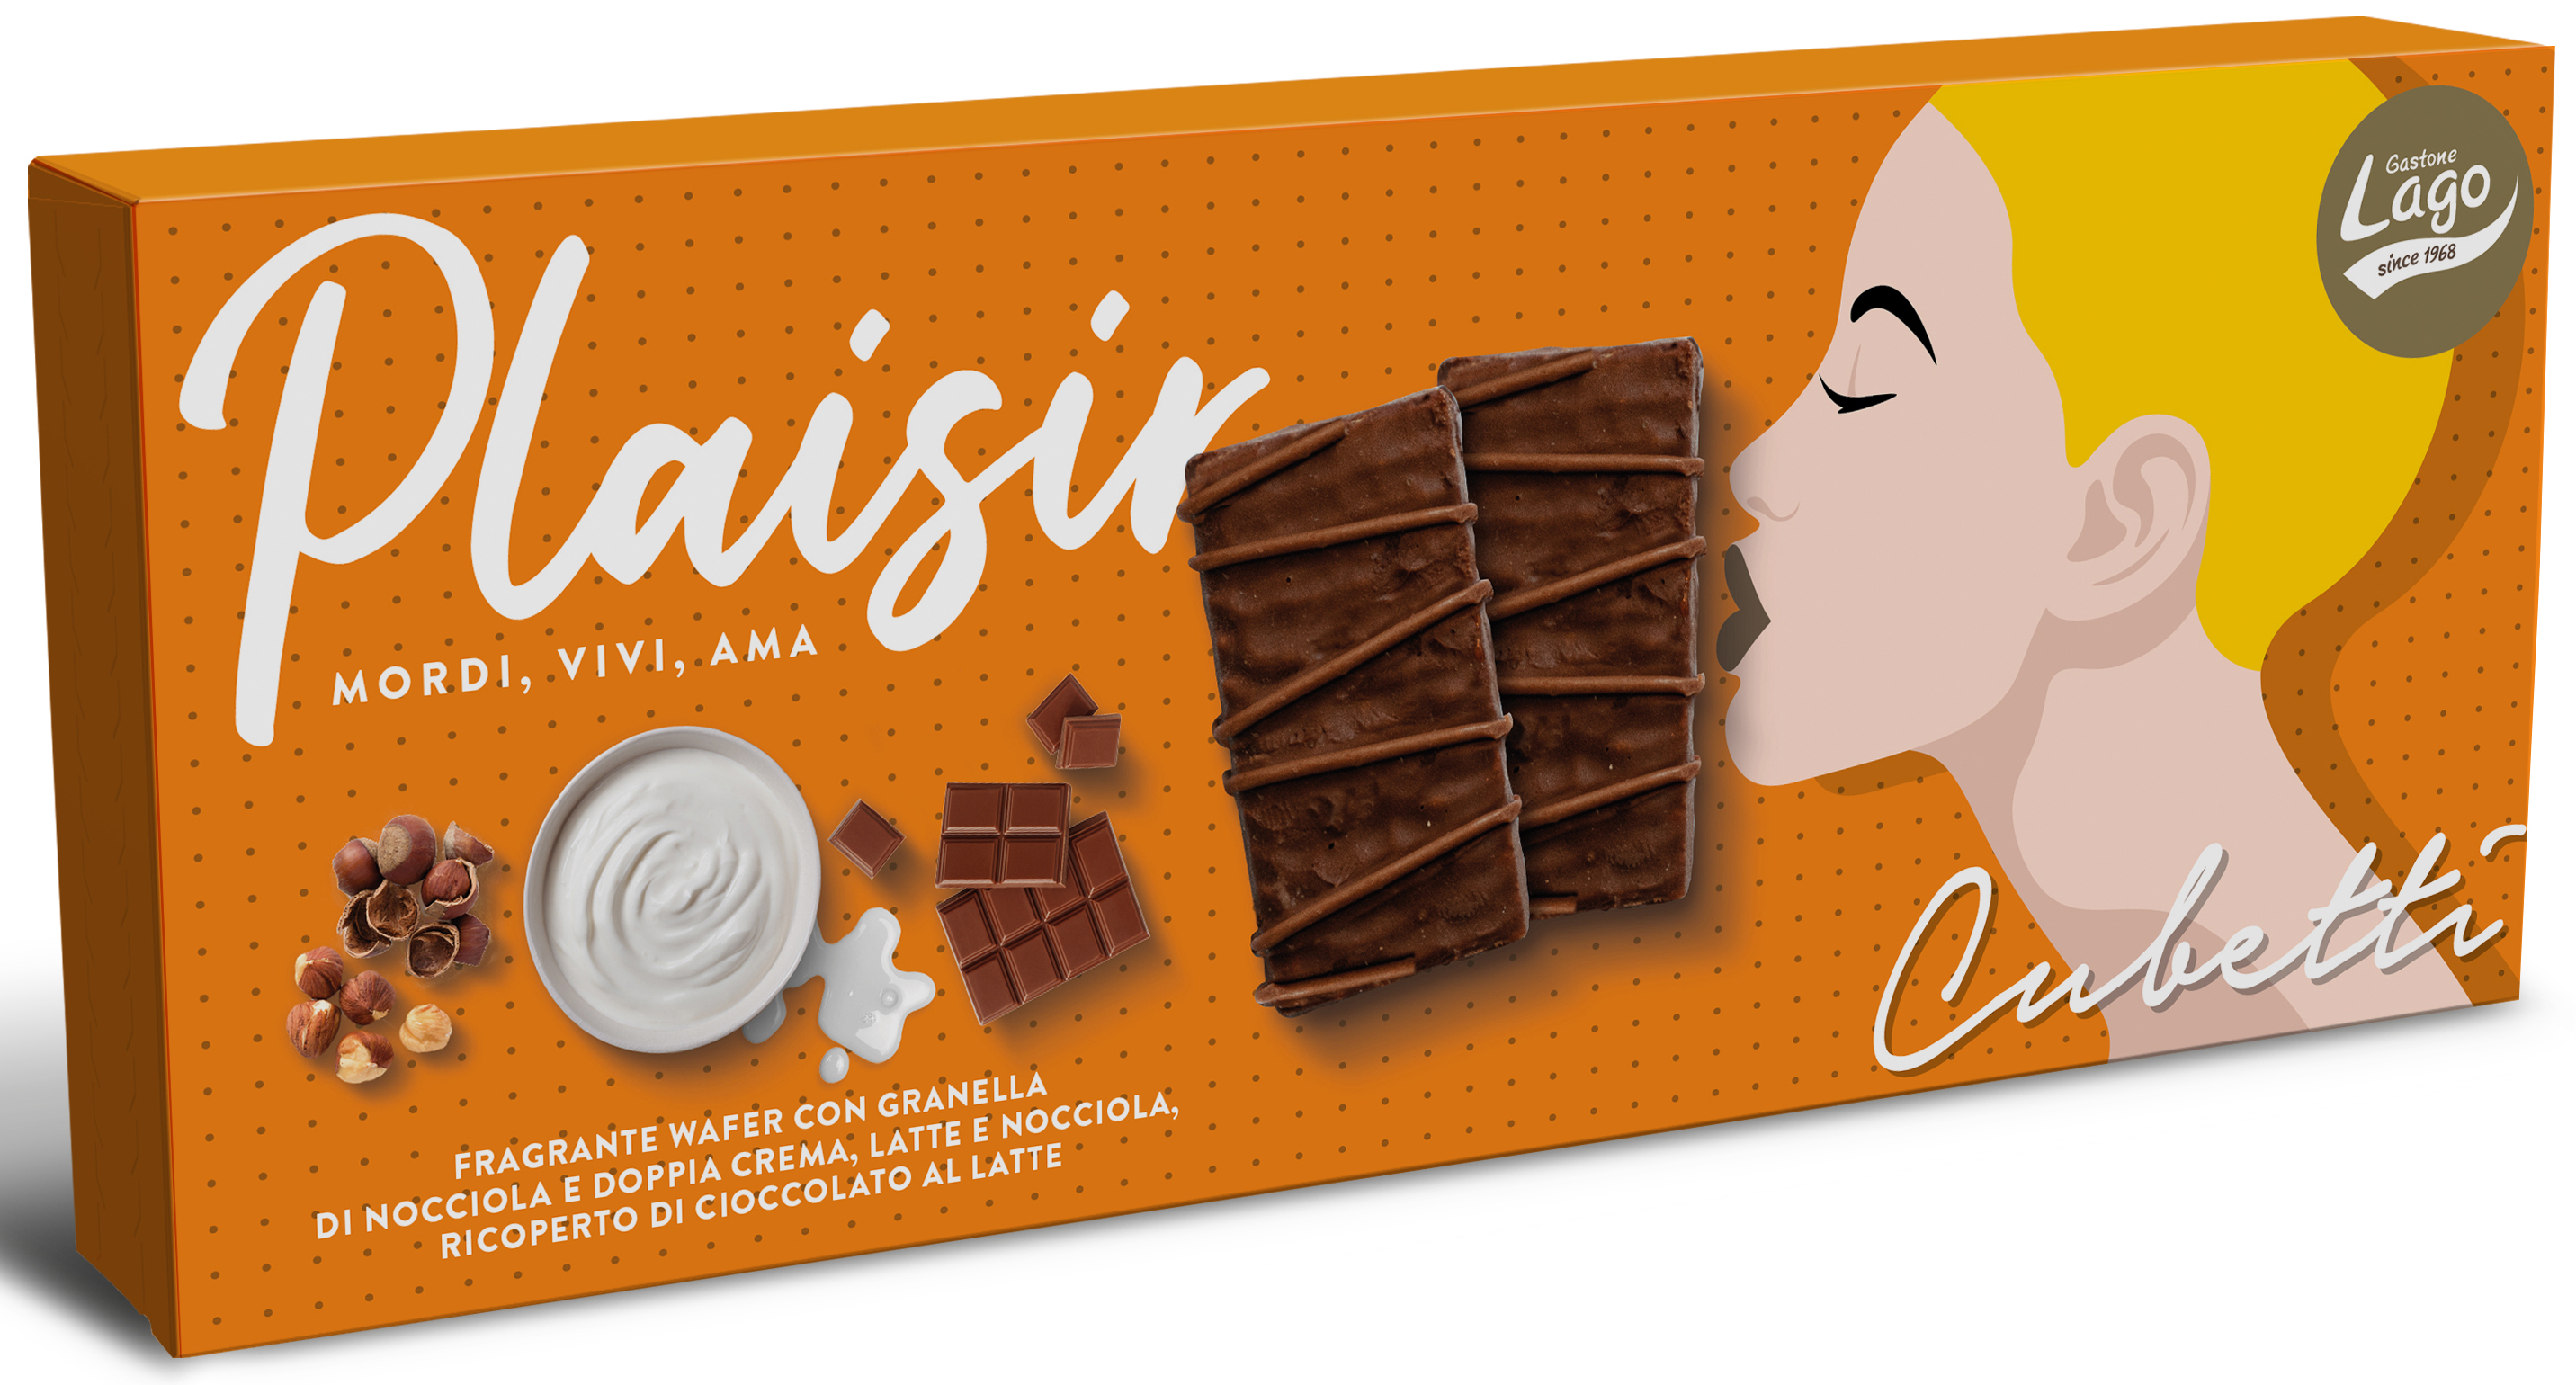 Plaisir
MORDI, VIVI, AMA
FRAGRANTE WAFER CON GRANELLA
DI NOCCIOLA E DOPPIA CREMA, LATTE E NOCCIOLA,
RICOPERTO DI CIOCCOLATO AL LATTE
Gastone
Lago
since 1968
Cubetti